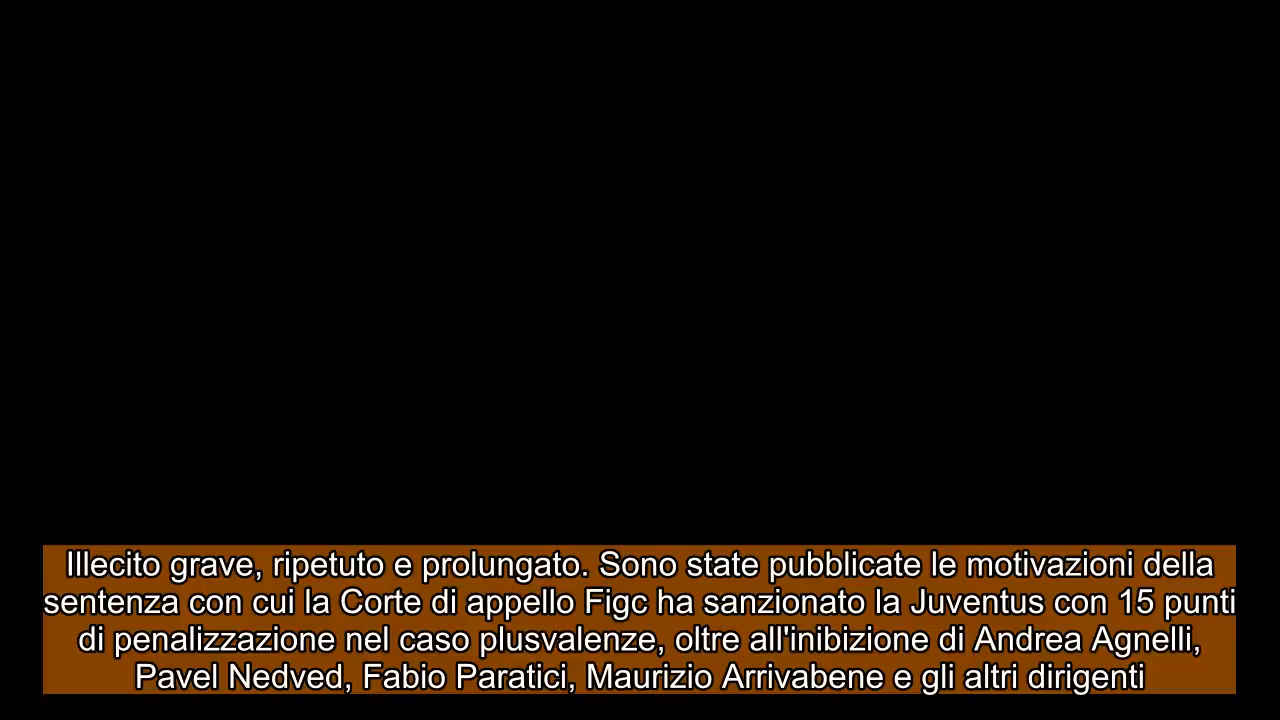 Illecito grave, ripetuto e prolungato. Sono state pubblicate le motivazioni della
sentenza con cui la Corte di appello Figc ha sanzionato la Juventus con 15 punti
di penalizzazione nel caso plusvalenze, oltre all'inibizione di Andrea Agnelli,
Pavel Nedved, Fabio Paratici, Maurizio Arrivabene e gli altri dirigenti